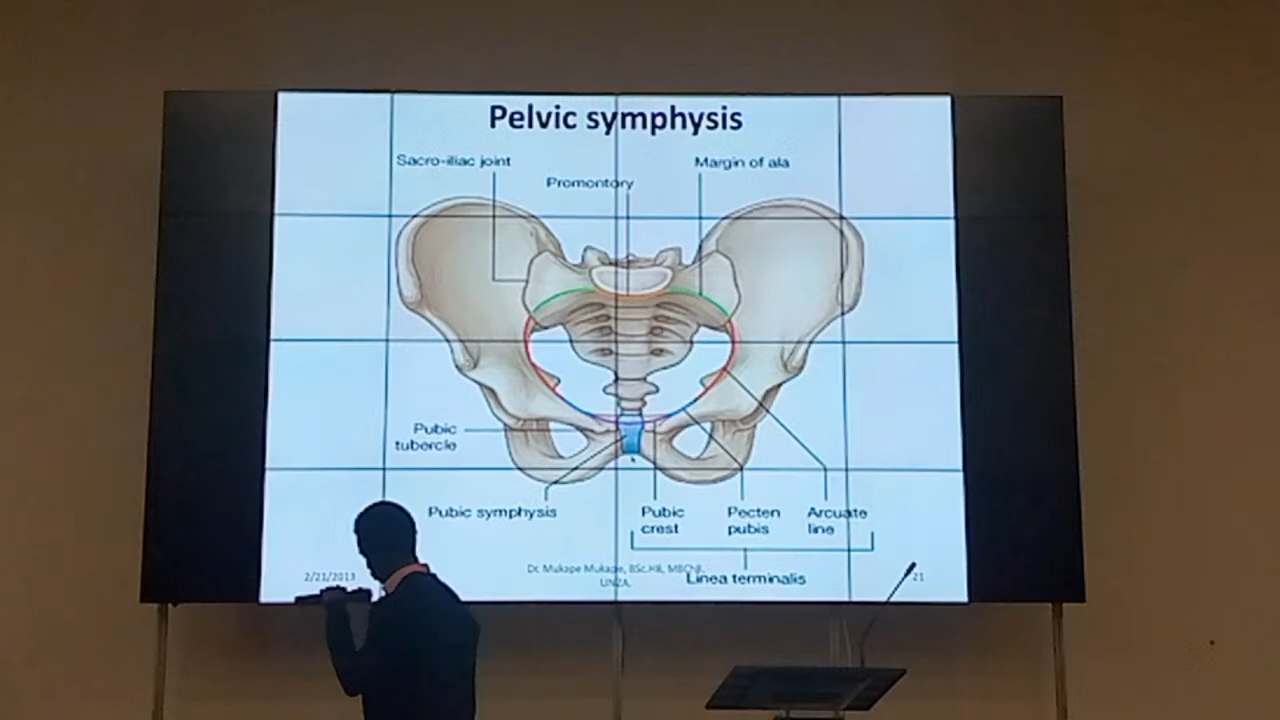 Pelvic symphysis
Sacro-iliac joint
Margin of ala
Promontory
Pubic
tubercle
Pubic symphysis
Pubic
crest
Pecten
pubis
Arcuate
line
Linea terminalis
2/21/2013
Dr. Mukape Mukape, BSc.HB, MBChB,
UNZA.
21